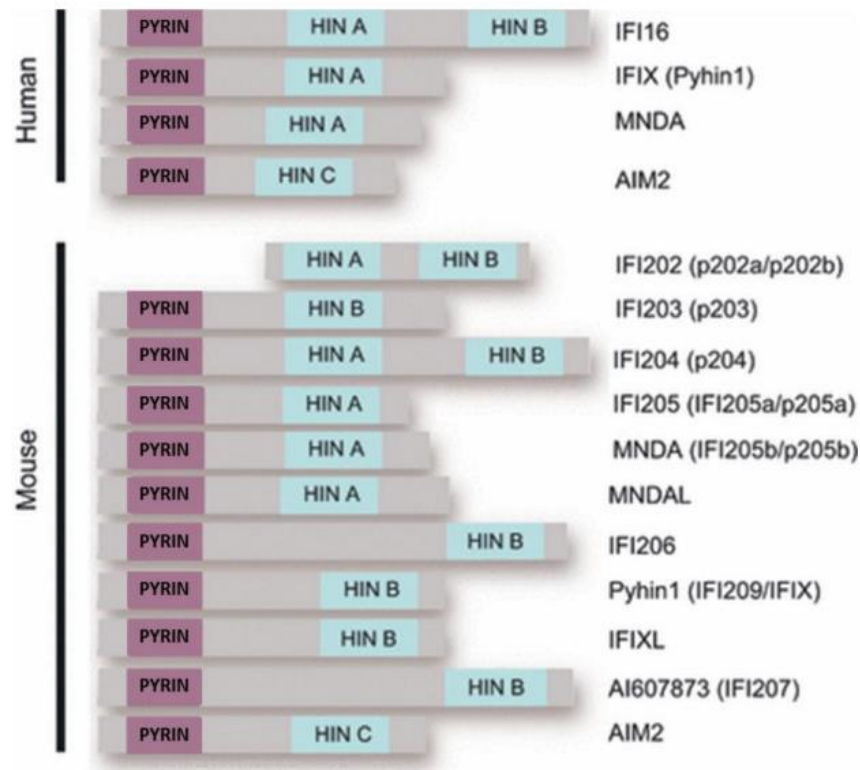 Human
PYRIN HIN A HIN B IFI16
PYRIN HIN A IFIX (Pyhin1)
PYRIN HIN A MNDA
PYRIN HIN C AIM2
Mouse
HIN A HIN B IFI202 (p202a/p202b)
PYRIN HIN B IFI203 (p203)
PYRIN HIN A HIN B IFI204 (p204)
PYRIN HIN A IFI205 (IFI205a/p205a)
PYRIN HIN A MNDA (IFI205b/p205b)
PYRIN HIN A MNDAL
PYRIN HIN B IFI206
PYRIN HIN B Pyhin1 (IFI209/IFIX)
PYRIN HIN B IFIXL
PYRIN HIN B AI607873 (IFI207)
PYRIN HIN C AIM2